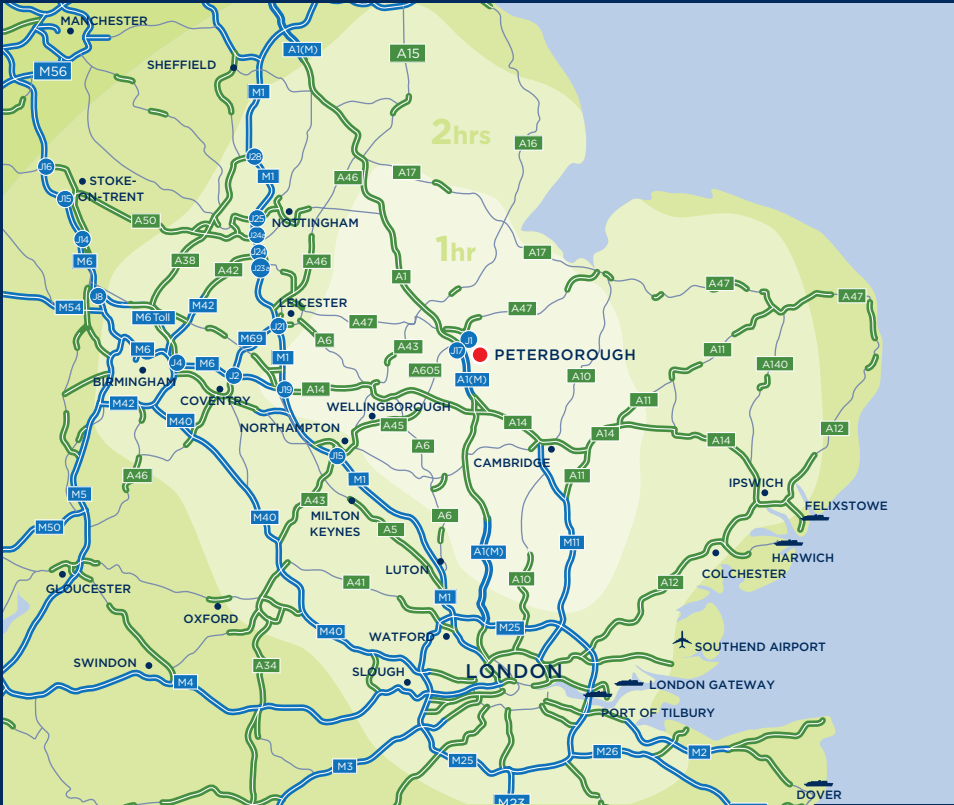 MANCHESTER
A1(M)
A15
M56
SHEFFIELD
M1
2hrs
A16
J28
J16
M1
A46
A17
STOKE-
ON-TRENT
J15
A50
J25
NOTTINGHAM
J24a
J14
J24
1hr
A17
M6
A38
A42
J23a
A46
A1
A47
J8
M54
M42
LEICESTER
A47
A47
M6 Toll
J21
A47
M69
A6
J1
M6
A43
J17
PETERBOROUGH
A11
J4
M6
M1
A605
A140
BIRMINGHAM
J2
A1(M)
A10
COVENTRY
J19
A14
M42
WELLINGBOROUGH
A11
M40
NORTHAMPTON
A45
A14
A12
A14
A14
A6
J15
CAMBRIDGE
A46
M1
A11
IPSWICH
M5
A43
FELIXSTOWE
M40
MILTON
KEYNES
A6
M50
A5
M11
A1(M)
HARWICH
LUTON
COLCHESTER
GLOUCESTER
A41
A10
A12
M1
OXFORD
M40
M25
WATFORD
SOUTHEND AIRPORT
SWINDON
A34
SLOUGH
LONDON
M4
LONDON GATEWAY
PORT OF TILBURY
M26
M2
M25
M3
DOVER
M23